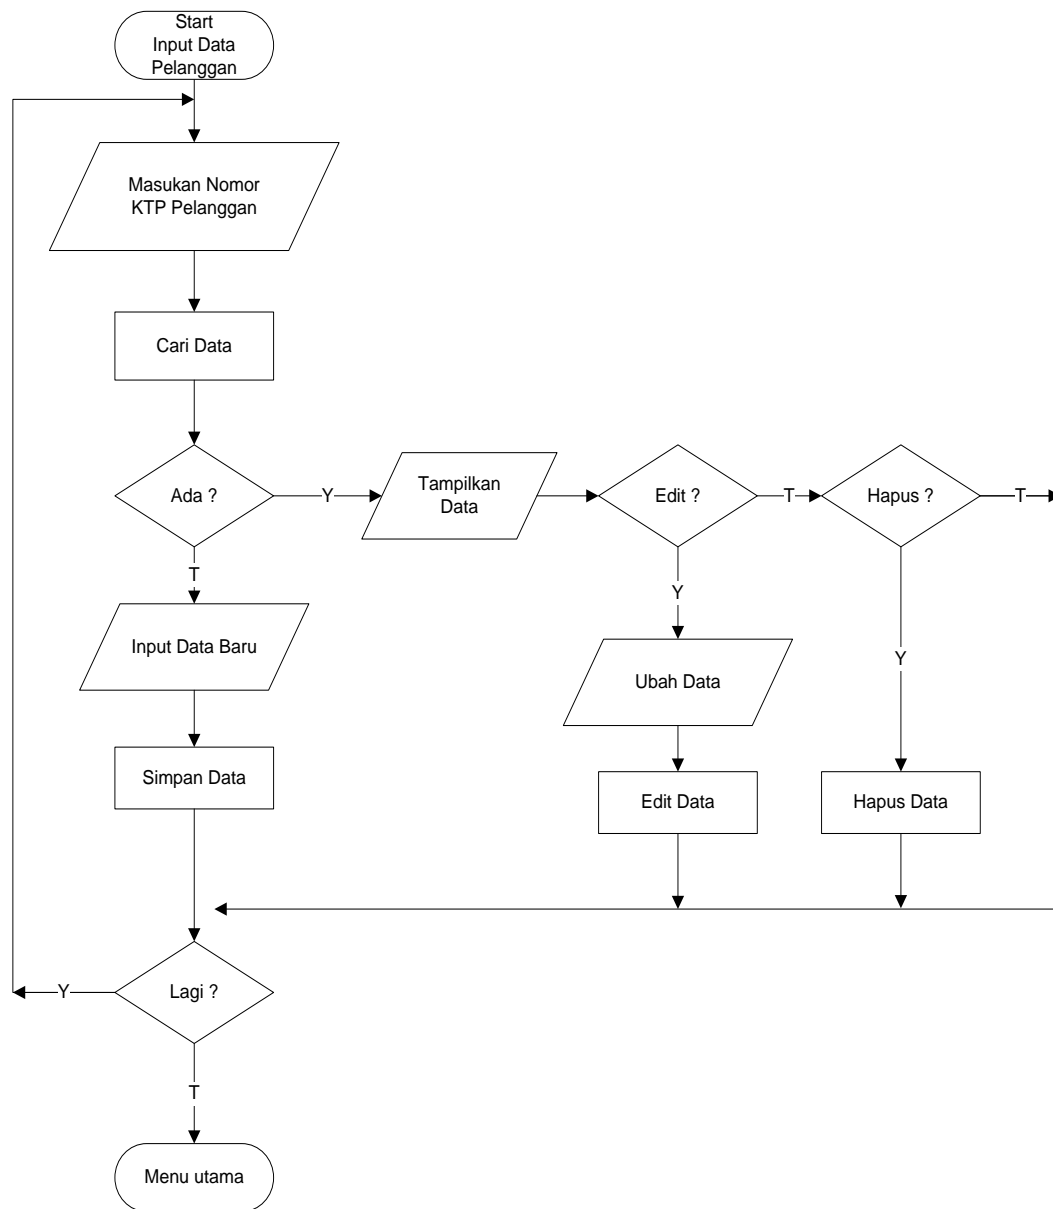 Start
Input Data
Pelanggan
Masukan Nomor
KTP Pelanggan
Cari Data
Ada ?
Y
Tampilkan
Data
Edit ?
T
Hapus ?
T
T
Y
Y
Input Data Baru
Ubah Data
Simpan Data
Edit Data
Hapus Data
Lagi ?
Y
T
Menu utama